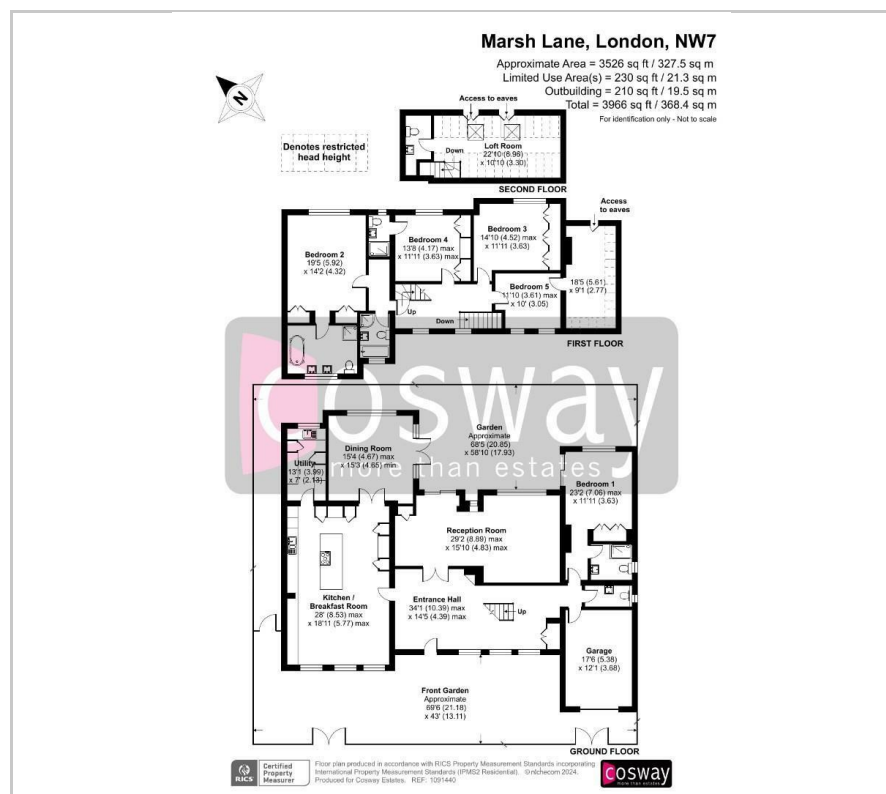 Marsh Lane, London, NW7
Approximate Area = 3526 sq ft / 327.5 sq m
Limited Use Area(s) = 230 sq ft / 21.3 sq m
Outbuilding = 210 sq ft / 19.5 sq m
Total = 3966 sq ft / 368.4 sq m
For identification only - Not to scale
N
Denotes restricted
head height
Access to eaves
Loft Room
22'10 (6.96)
x 10'10 (3.30)
Down
SECOND FLOOR
Access
to eaves
Bedroom 2
19'5 (5.92)
x 14'2 (4.32)
Bedroom 4
13'8 (4.17) max
x 11'11 (3.63) max
Bedroom 3
14'10 (4.52) max
x 11'11 (3.63)
Bedroom 5
11'10 (3.61) max
x 10' (3.05)
18'5 (5.61)
x 9'1 (2.77)
Up
Down
FIRST FLOOR
cosway
more than estates
Garden
Approximate
68'5 (20.85)
x 58'10 (17.93)
Dining Room
15'4 (4.67) max
x 15'3 (4.65) min
Utility
13'1 (3.99)
x 7' (2.13)
Bedroom 1
23'2 (7.06) max
x 11'11 (3.63)
Reception Room
29'2 (8.89) max
x 15'10 (4.83) max
Kitchen /
Breakfast Room
28' (8.53) max
x 18'11 (5.77) max
Entrance Hall
34'1 (10.39) max
x 14'5 (4.39) max
Up
Garage
17'6 (5.38)
x 12'1 (3.68)
Front Garden
Approximate
69'6 (21.18)
x 43' (13.11)
GROUND FLOOR
RICS
Certified
Property
Measurer
Floor plan produced in accordance with RICS Property Measurement Standards incorporating
International Property Measurement Standards (IPMS2 Residential). ©nichecom 2024.
Produced for Cosway Estates. REF: 1091440
cosway
more than estates